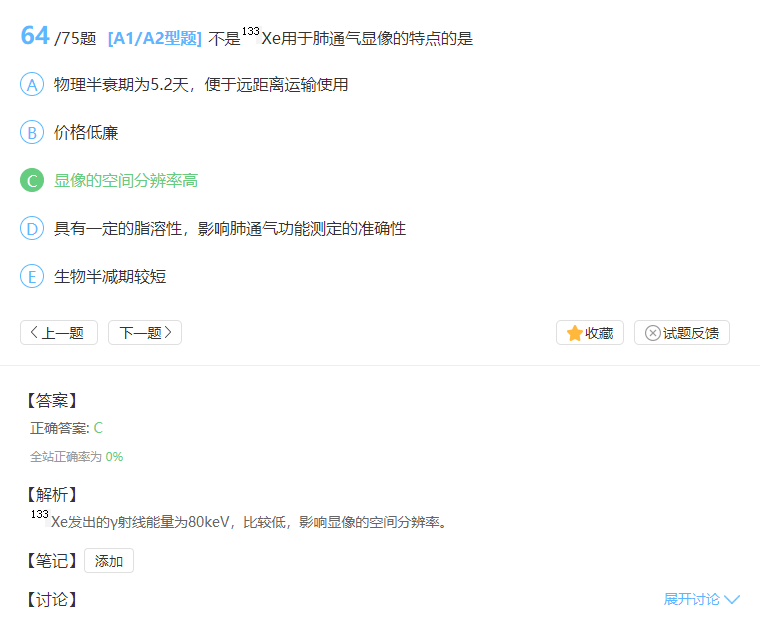 64 /75题 [A1/A2型题] 不是133Xe用于肺通气显像的特点的是
A 物理半衰期为5.2天，便于远距离运输使用
B 价格低廉
C 显像的空间分辨率高
D 具有一定的脂溶性，影响肺通气功能测定的准确性
E 生物半减期较短
上一题 下一题 收藏 试题反馈
【答案】
正确答案: C
全站正确率为 0%
【解析】
133Xe发出的γ射线能量为80keV，比较低，影响显像的空间分辨率。
【笔记】 添加
【讨论】 展开讨论